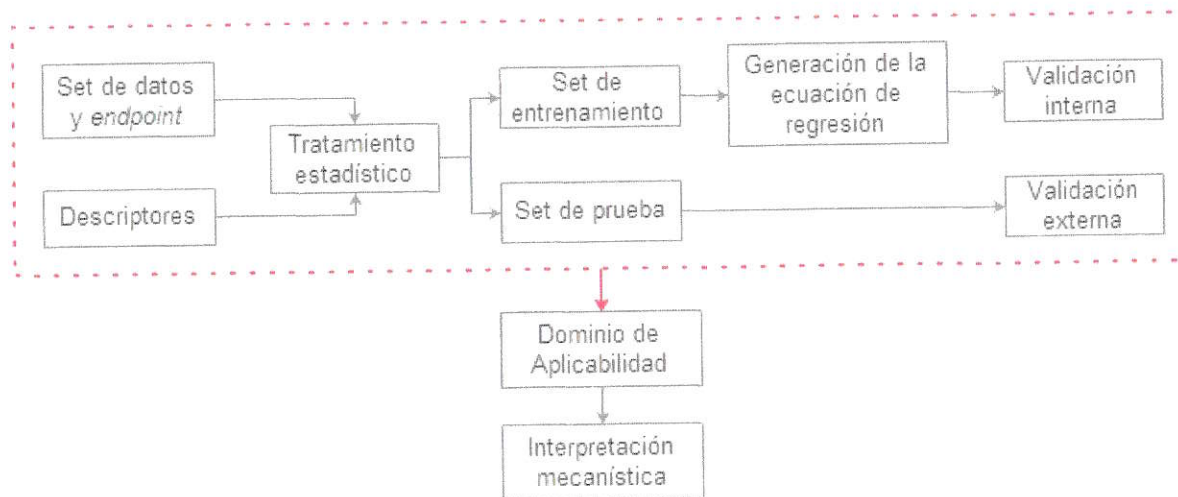 Set de datos
y endpoint
Descriptores
Tratamiento
estadístico
Set de
entrenamiento
Set de prueba
Generación de la
ecuación de
regresión
Validación
interna
Validación
externa
Dominio de
Aplicabilidad
Interpretación
mecanística